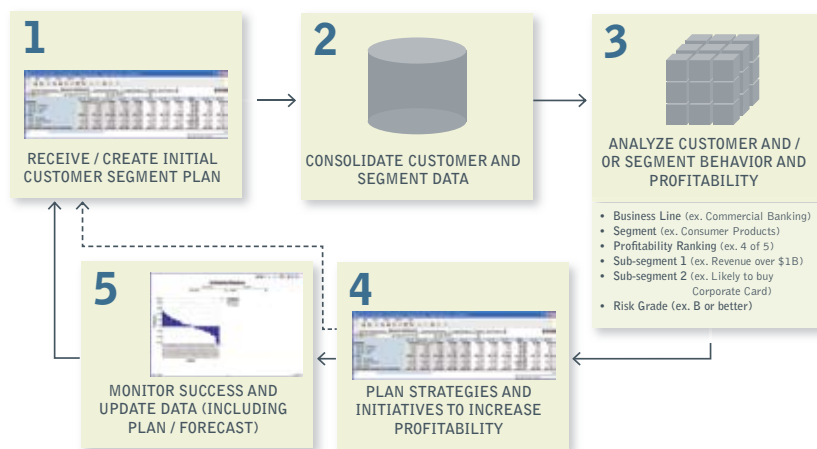 1
RECEIVE / CREATE INITIAL
CUSTOMER SEGMENT PLAN
2
CONSOLIDATE CUSTOMER AND
SEGMENT DATA
3
ANALYZE CUSTOMER AND /
OR SEGMENT BEHAVIOR AND
PROFITABILITY
• Business Line (ex. Commercial Banking)
• Segment (ex. Consumer Products)
• Profitability Ranking (ex. 4 of 5)
• Sub-segment 1 (ex. Revenue over $1B)
• Sub-segment 2 (ex. Likely to buy
Corporate Card)
• Risk Grade (ex. B or better)
4
PLAN STRATEGIES AND
INITIATIVES TO INCREASE
PROFITABILITY
5
MONITOR SUCCESS AND
UPDATE DATA (INCLUDING
PLAN / FORECAST)